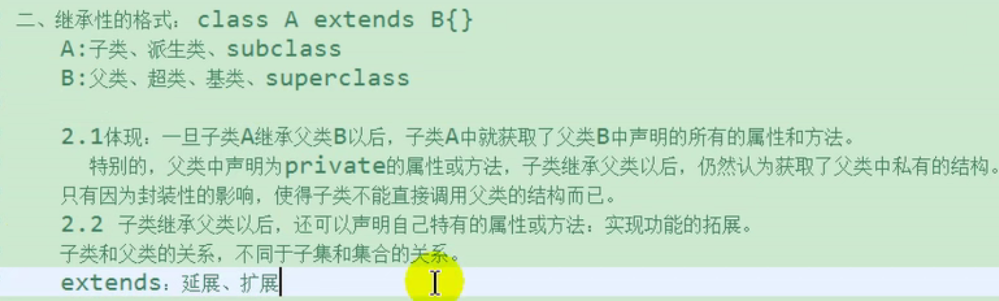 二、继承性的格式: class A extends B{}
A:子类、派生类、subclass
B:父类、超类、基类、superclass
2.1体现:一旦子类A继承父类B以后,子类A中就获取了父类B中声明的所有的属性和方法。
特别的,父类中声明为private的属性或方法,子类继承父类以后,仍然认为获取了父类中私有的结构。
只有因为封装性的影响,使得子类不能直接调用父类的结构而已。
2.2 子类继承父类以后,还可以声明自己特有的属性或方法:实现功能的拓展。
子类和父类的关系,不同于子集和集合的关系。
extends:延展、扩展